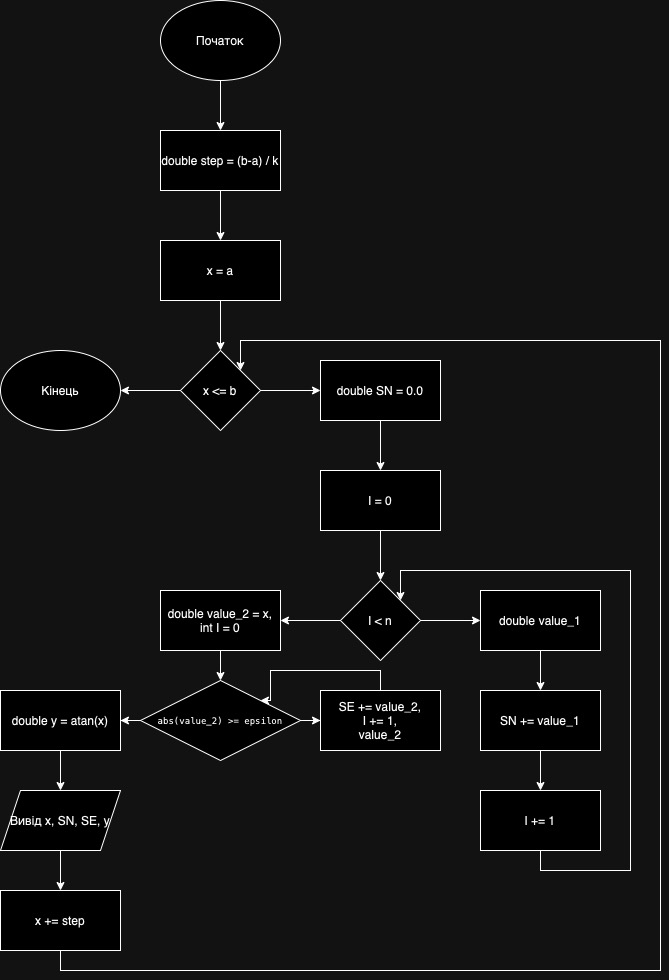 Початок
double step = (b-a) / k
x = a
Кінець
x <= b
double SN = 0.0
I = 0
double value_2 = x,
int I = 0
I < n
double value_1
double y = atan(x)
abs(value_2) >= epsilon
SE += value_2,
I += 1,
value_2
SN += value_1
Вивід x, SN, SE, y
I += 1
x += step